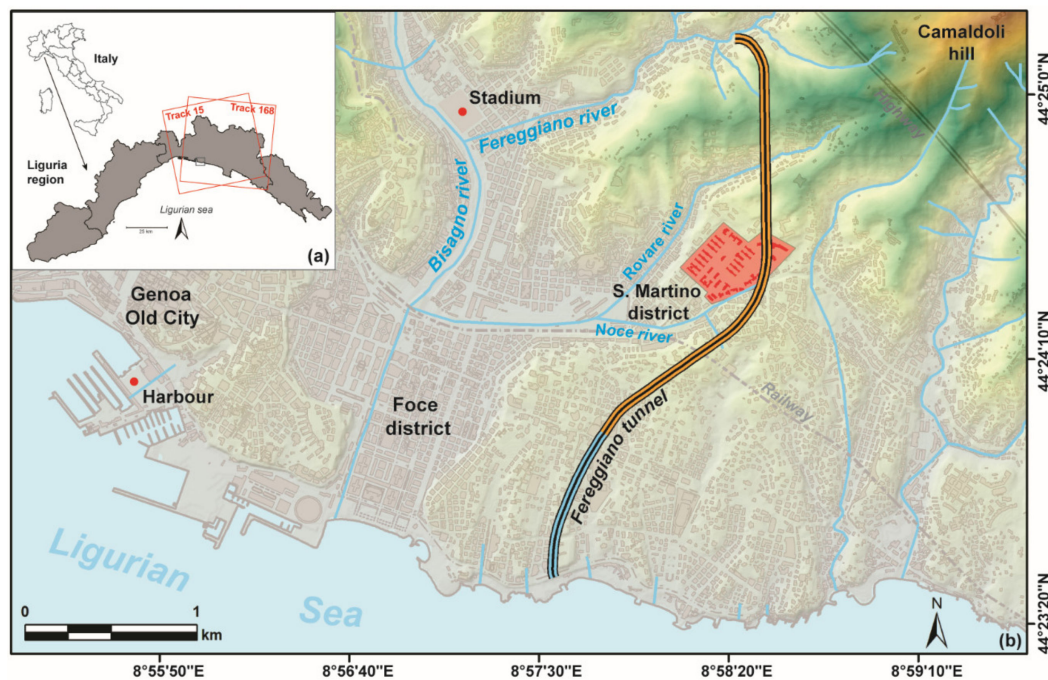 Italy
Track 15
Track 168
Liguria
region
Ligurian sea
25 km
(a)
Camaldoli
hill
Highway
Stadium
Fereggiano river
Bisagno river
Rovare river
S. Martino
district
Noce river
Genoa
Old City
Harbour
Foce
district
Railway
Fereggiano tunnel
Ligurian
Sea
0 1
km
N
(b)
44°25'0"N
44°24'10"N
44°23'20"N
8°55'50"E 8°56'40"E 8°57'30"E 8°58'20"E 8°59'10"E